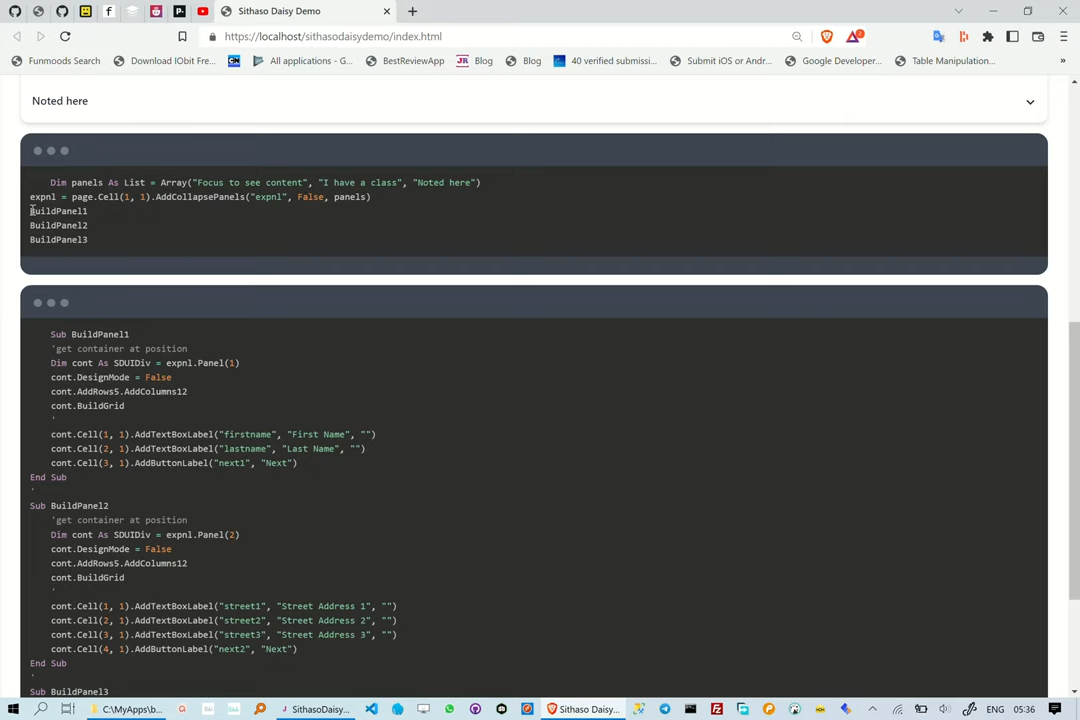 Sithaso Daisy Demo
https://localhost/sithasodaisydemo/index.html
Funmoods Search
Download IObit Fre...
All applications - G...
BestReviewApp
Blog
Blog
40 verified submissi...
Submit iOS or Andr...
Google Developer...
Table Manipulation...
»
Noted here
Dim panels As List = Array("Focus to see content", "I have a class", "Noted here")
expnl = page.Cell(1, 1).AddCollapsePanels("expnl", False, panels)
BuildPanel1
BuildPanel2
BuildPanel3
Sub BuildPanel1
'get container at position
Dim cont As SDUIDiv = expnl.Panel(1)
cont.DesignMode = False
cont.AddRows5.AddColumns12
cont.BuildGrid
'
cont.Cell(1, 1).AddTextBoxLabel("firstname", "First Name", "")
cont.Cell(2, 1).AddTextBoxLabel("lastname", "Last Name", "")
cont.Cell(3, 1).AddButtonLabel("next1", "Next")
End Sub
'
Sub BuildPanel2
'get container at position
Dim cont As SDUIDiv = expnl.Panel(2)
cont.DesignMode = False
cont.AddRows5.AddColumns12
cont.BuildGrid
'
cont.Cell(1, 1).AddTextBoxLabel("street1", "Street Address 1", "")
cont.Cell(2, 1).AddTextBoxLabel("street2", "Street Address 2", "")
cont.Cell(3, 1).AddTextBoxLabel("street3", "Street Address 3", "")
cont.Cell(4, 1).AddButtonLabel("next2", "Next")
End Sub
'
Sub BuildPanel3
C:\MyApps\b...
SithasoDaisy...
Sithaso Daisy...
ENG
05:36